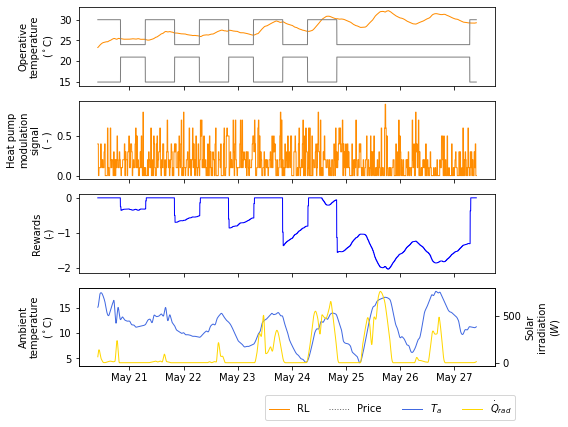 Operative
temperature
(°C)
30
25
20
15
Heat pump
modulation
signal
( - )
0.5
0.0
Rewards
(-)
0
−1
−2
Ambient
temperature
(°C)
15
10
5
500
0
Solar
irradiation
(W)
May 21 May 22 May 23 May 24 May 25 May 26 May 27
RL Price T_a Q̇_rad